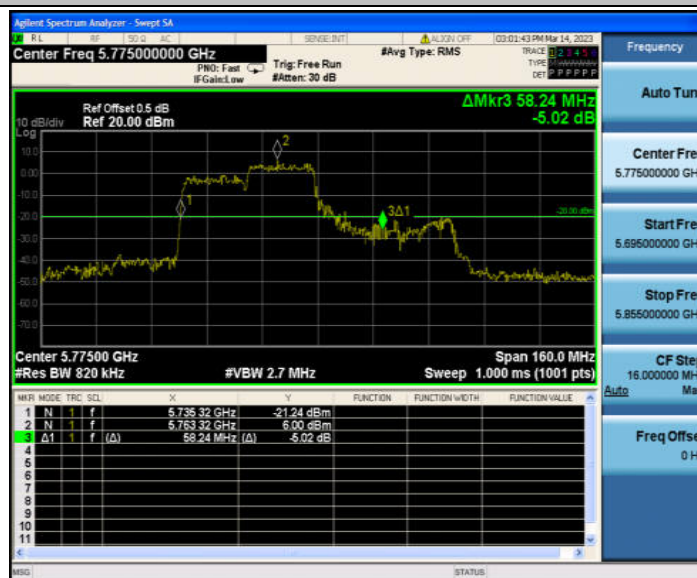 Agilent Spectrum Analyzer - Swept SA
RL RF 50 Ω AC SENSE:INT ALIGN OFF 03:01:43 PM Mar 14, 2023
Center Freq 5.775000000 GHz
#Avg Type: RMS
TRACE 1 2 3 4 5 6
TYPE
DET P P P P P P
PNO: Fast
IFGain:Low
Trig: Free Run
#Atten: 30 dB
ΔMkr3 58.24 MHz
-5.02 dB
Ref Offset 0.5 dB
10 dB/div Ref 20.00 dBm
Log
10.0
0.00
-10.0
-20.0
-30.0
-40.0
-50.0
-60.0
-70.0
1
2
3Δ1
-20.00 dBm
Center 5.77500 GHz
Span 160.0 MHz
#Res BW 820 kHz
#VBW 2.7 MHz
Sweep 1.000 ms (1001 pts)
MKR MODE TRC SCL X Y FUNCTION FUNCTION WIDTH FUNCTION VALUE
1 N 1 f 5.735 32 GHz -21.24 dBm
2 N 1 f 5.763 32 GHz 6.00 dBm
3 Δ1 1 f (Δ) 58.24 MHz (Δ) -5.02 dB
4
5
6
7
8
9
10
11
MSG STATUS
Frequency
Auto Tun
Center Fre
5.775000000 GH
Start Fre
5.695000000 GH
Stop Fre
5.855000000 GH
CF Ste
16.000000 MH
Auto Ma
Freq Offse
0 H